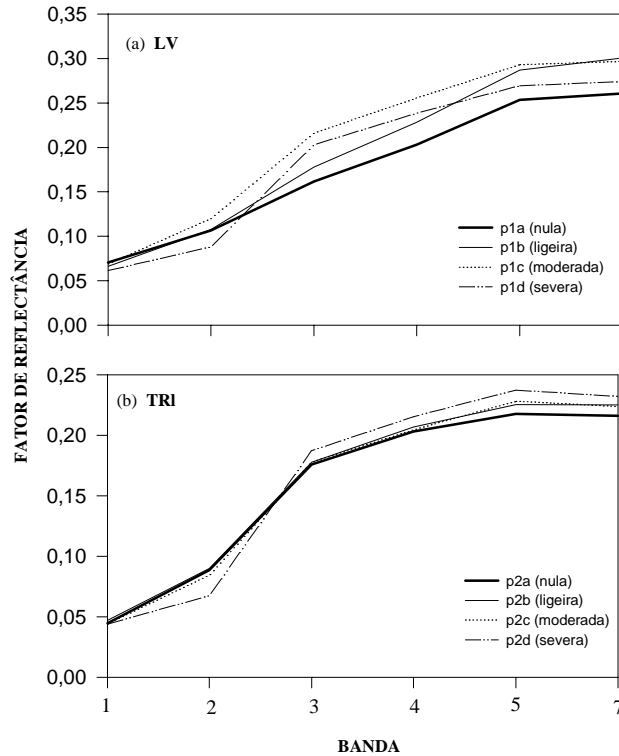 FATOR DE REFLECTÂNCIA
(a) LV
0,35
0,30
0,25
0,20
0,15
0,10
0,05
0,00
p1a (nula)
p1b (ligeira)
p1c (moderada)
p1d (severa)
(b) TRl
0,25
0,20
0,15
0,10
0,05
0,00
p2a (nula)
p2b (ligeira)
p2c (moderada)
p2d (severa)
1 2 3 4 5 7
BANDA